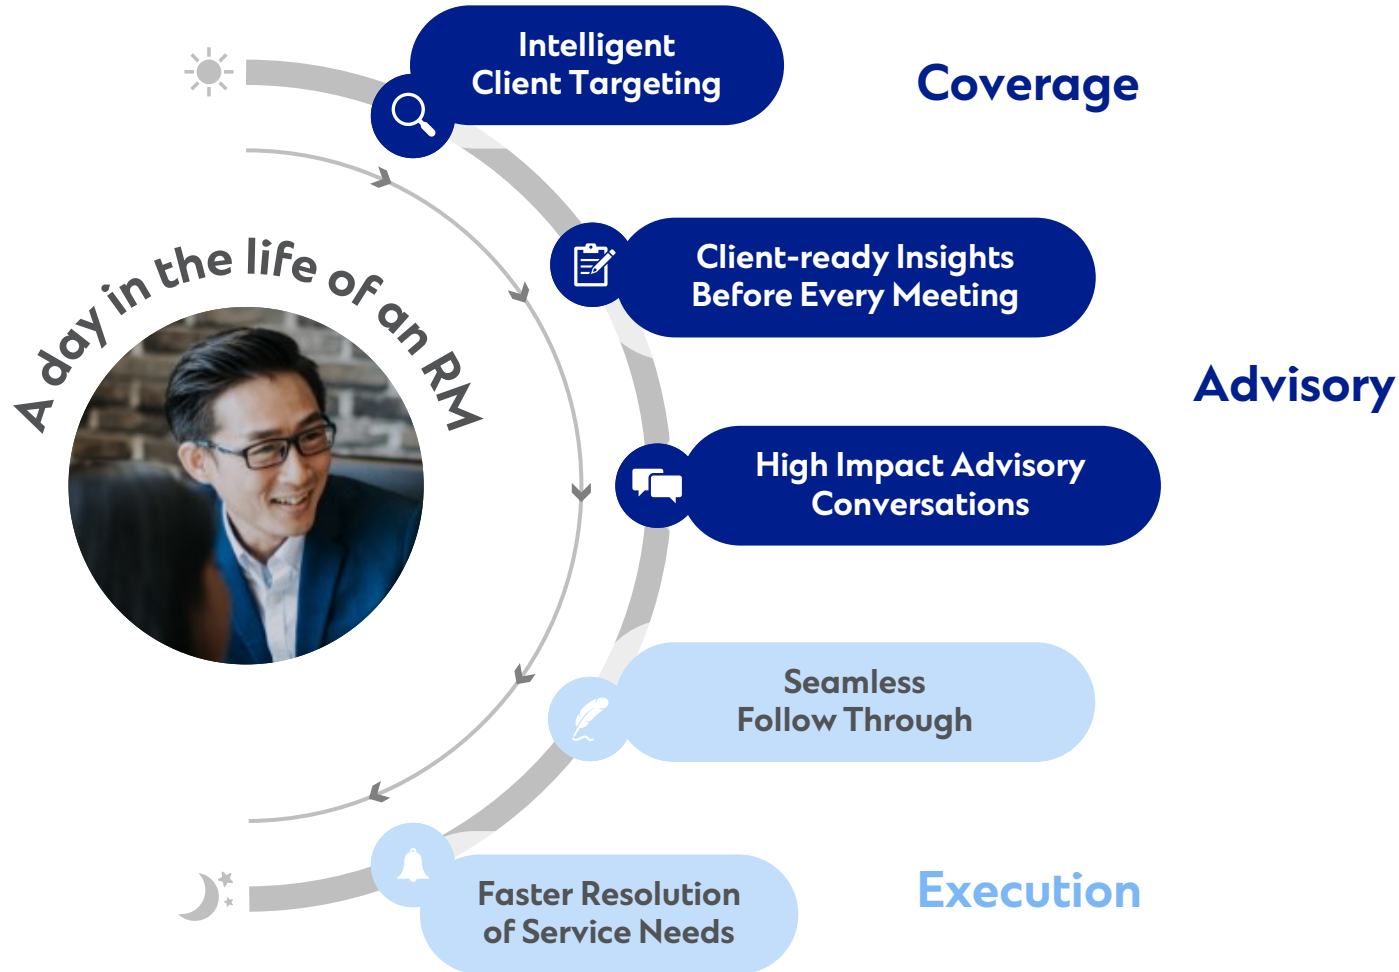 Intelligent
Client Targeting
Coverage
A day in the life of an RM
Client-ready Insights
Before Every Meeting
Advisory
High Impact Advisory
Conversations
Seamless
Follow Through
Faster Resolution
of Service Needs
Execution